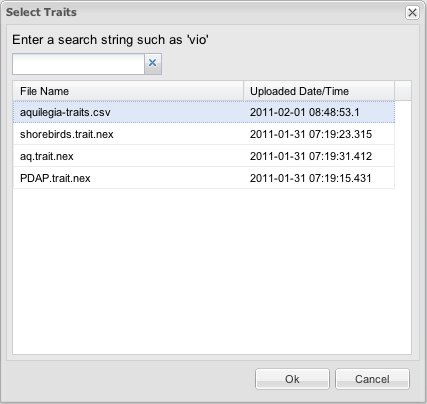 Select Traits
Enter a search string such as 'vio'
File Name Uploaded Date/Time
aquilegia-traits.csv 2011-02-01 08:48:53.1
shorebirds.trait.nex 2011-01-31 07:19:23.315
aq.trait.nex 2011-01-31 07:19:31.412
PDAP.trait.nex 2011-01-31 07:19:15.431
Ok Cancel